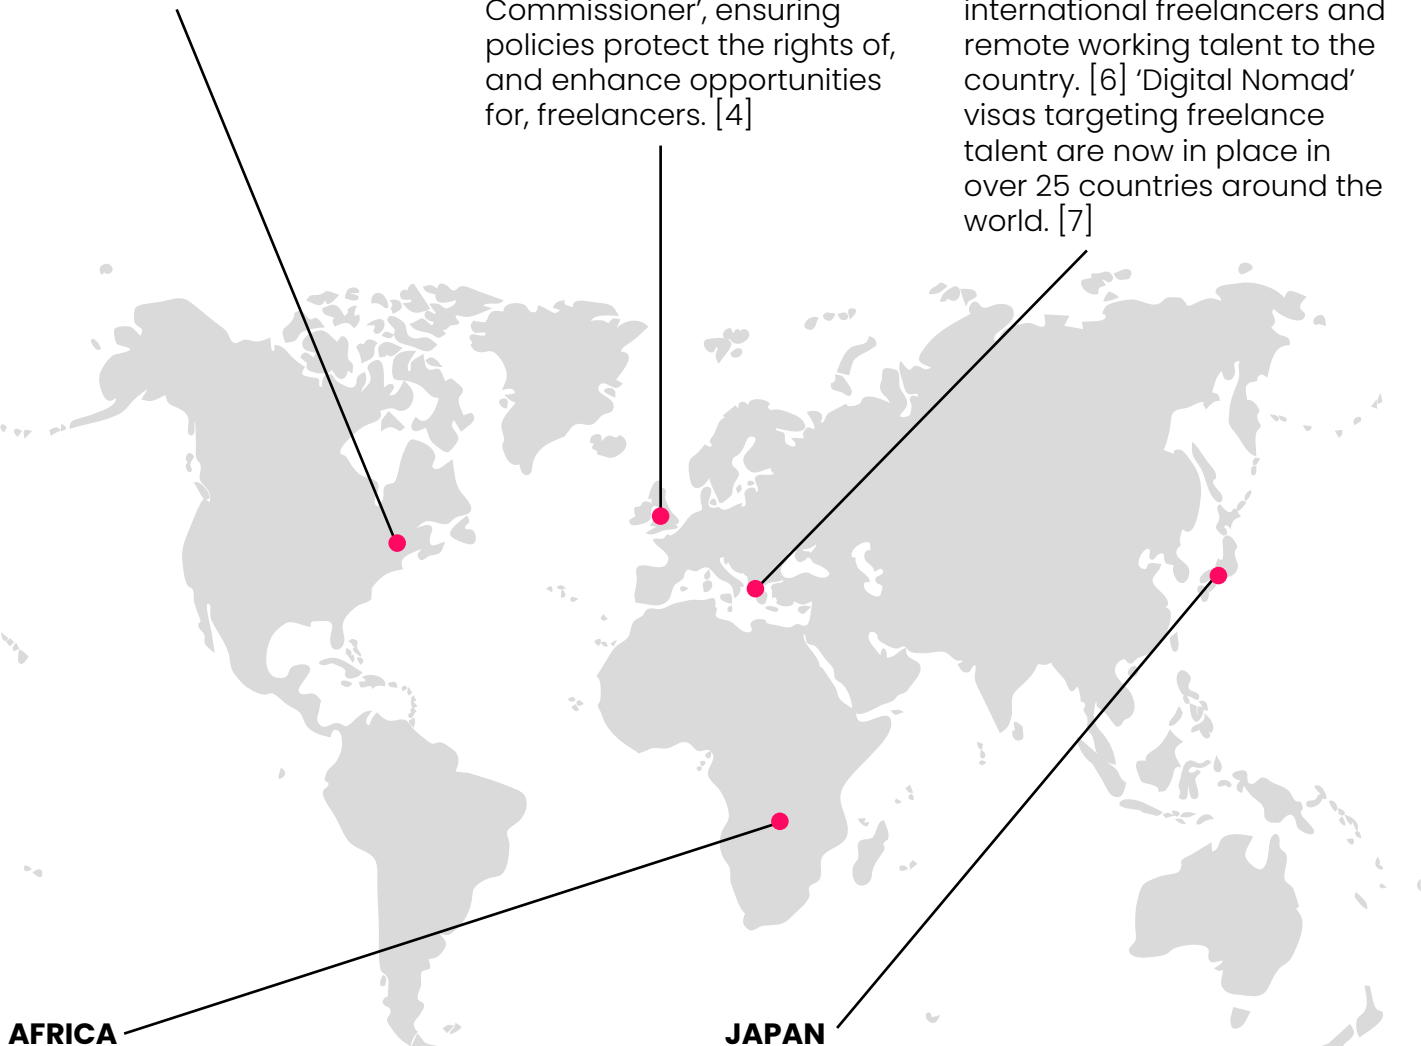 Commissioner’, ensuring
policies protect the rights of,
and enhance opportunities
for, freelancers. [4]
international freelancers and
remote working talent to the
country. [6] ‘Digital Nomad’
visas targeting freelance
talent are now in place in
over 25 countries around the
world. [7]
AFRICA
JAPAN